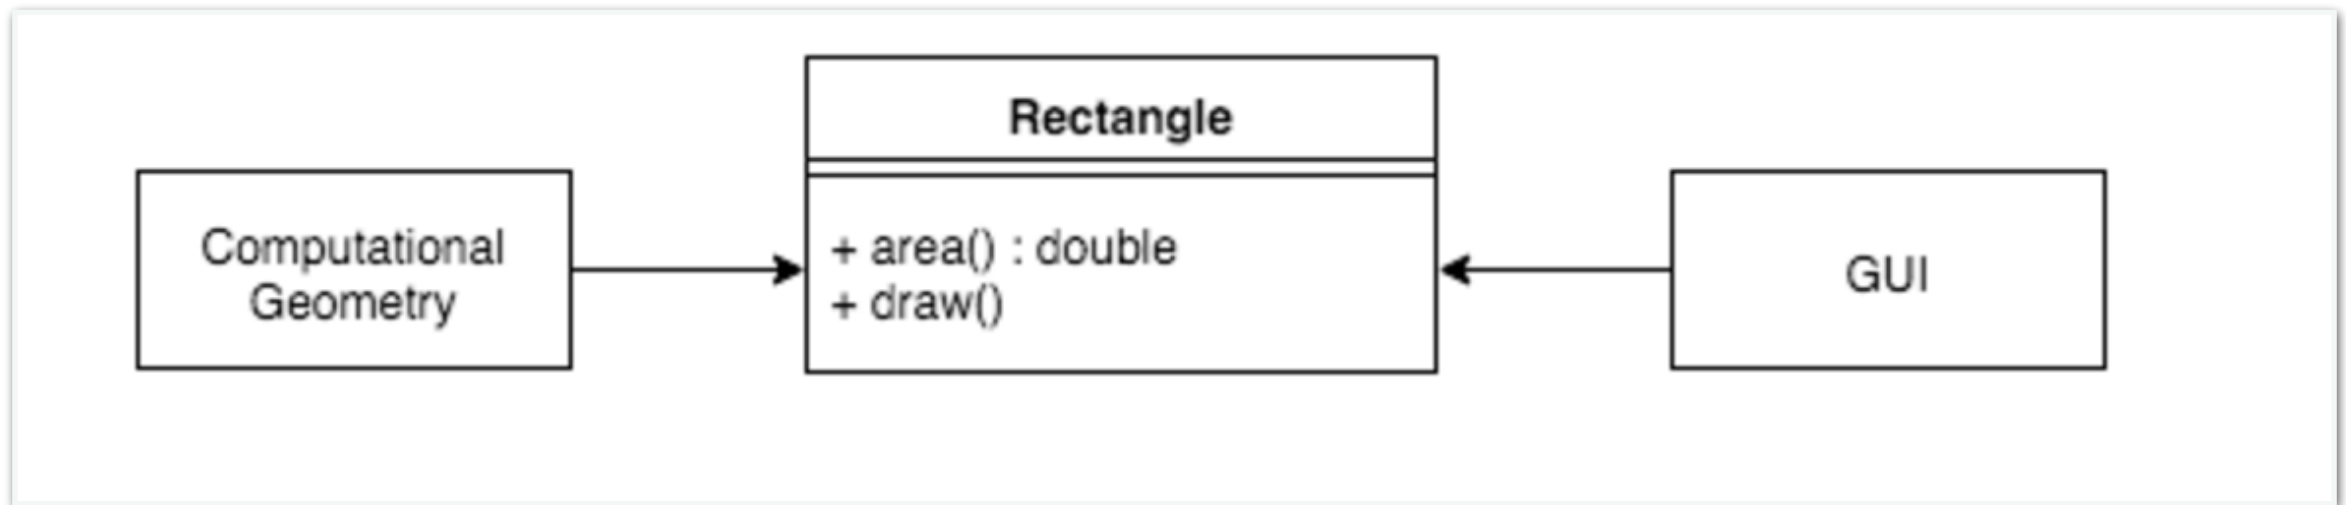 Rectangle
Computational
Geometry
+ area() : double
+ draw()
GUI